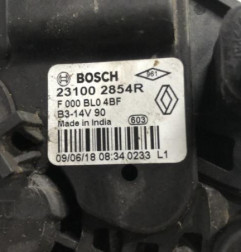 BOSCH
981
23100 2854R
F 000 BL0 4BF
B3-14V 90
Made in India
603
09/06/18 08:34 0233 L1